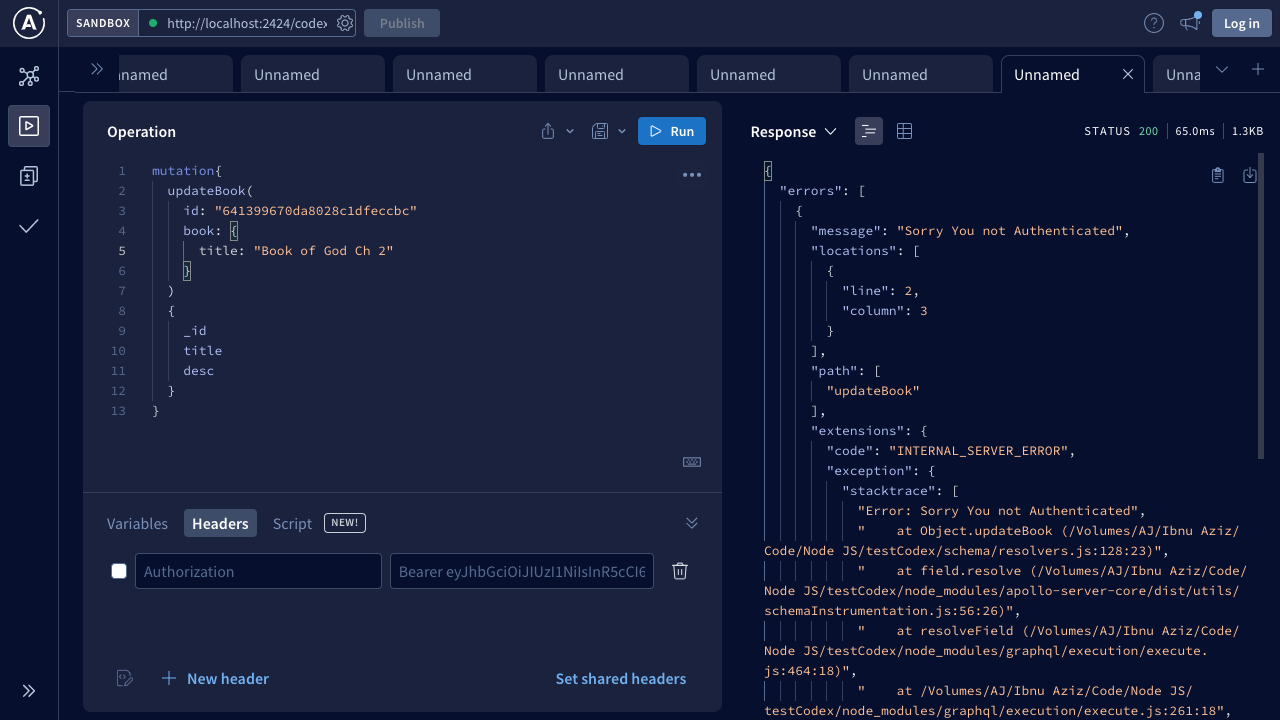 SANDBOX
http://localhost:2424/codex
Publish
Log in
named
Unnamed
Unnamed
Unnamed
Unnamed
Unnamed
Unnamed
Unna
Operation
Run
1 mutation{
2 updateBook(
3 id: "641399670da8028c1dfeccbc"
4 book: {
5 title: "Book of God Ch 2"
6 }
7 )
8 {
9 _id
10 title
11 desc
12 }
13 }
Variables
Headers
Script
NEW!
Authorization
Bearer eyJhbGciOiJIUzI1NiIsInR5cCI6
New header
Set shared headers
Response
STATUS 200
65.0ms
1.3KB
{
"errors": [
{
"message": "Sorry You not Authenticated",
"locations": [
{
"line": 2,
"column": 3
}
],
"path": [
"updateBook"
],
"extensions": {
"code": "INTERNAL_SERVER_ERROR",
"exception": {
"stacktrace": [
"Error: Sorry You not Authenticated",
"    at Object.updateBook (/Volumes/AJ/Ibnu Aziz/
Code/Node JS/testCodex/schema/resolvers.js:128:23)",
"    at field.resolve (/Volumes/AJ/Ibnu Aziz/Code/
Node JS/testCodex/node_modules/apollo-server-core/dist/utils/
schemaInstrumentation.js:56:26)",
"    at resolveField (/Volumes/AJ/Ibnu Aziz/Code/
Node JS/testCodex/node_modules/graphql/execution/execute.
js:464:18)",
"    at /Volumes/AJ/Ibnu Aziz/Code/Node JS/
testCodex/node_modules/graphql/execution/execute.js:261:18",